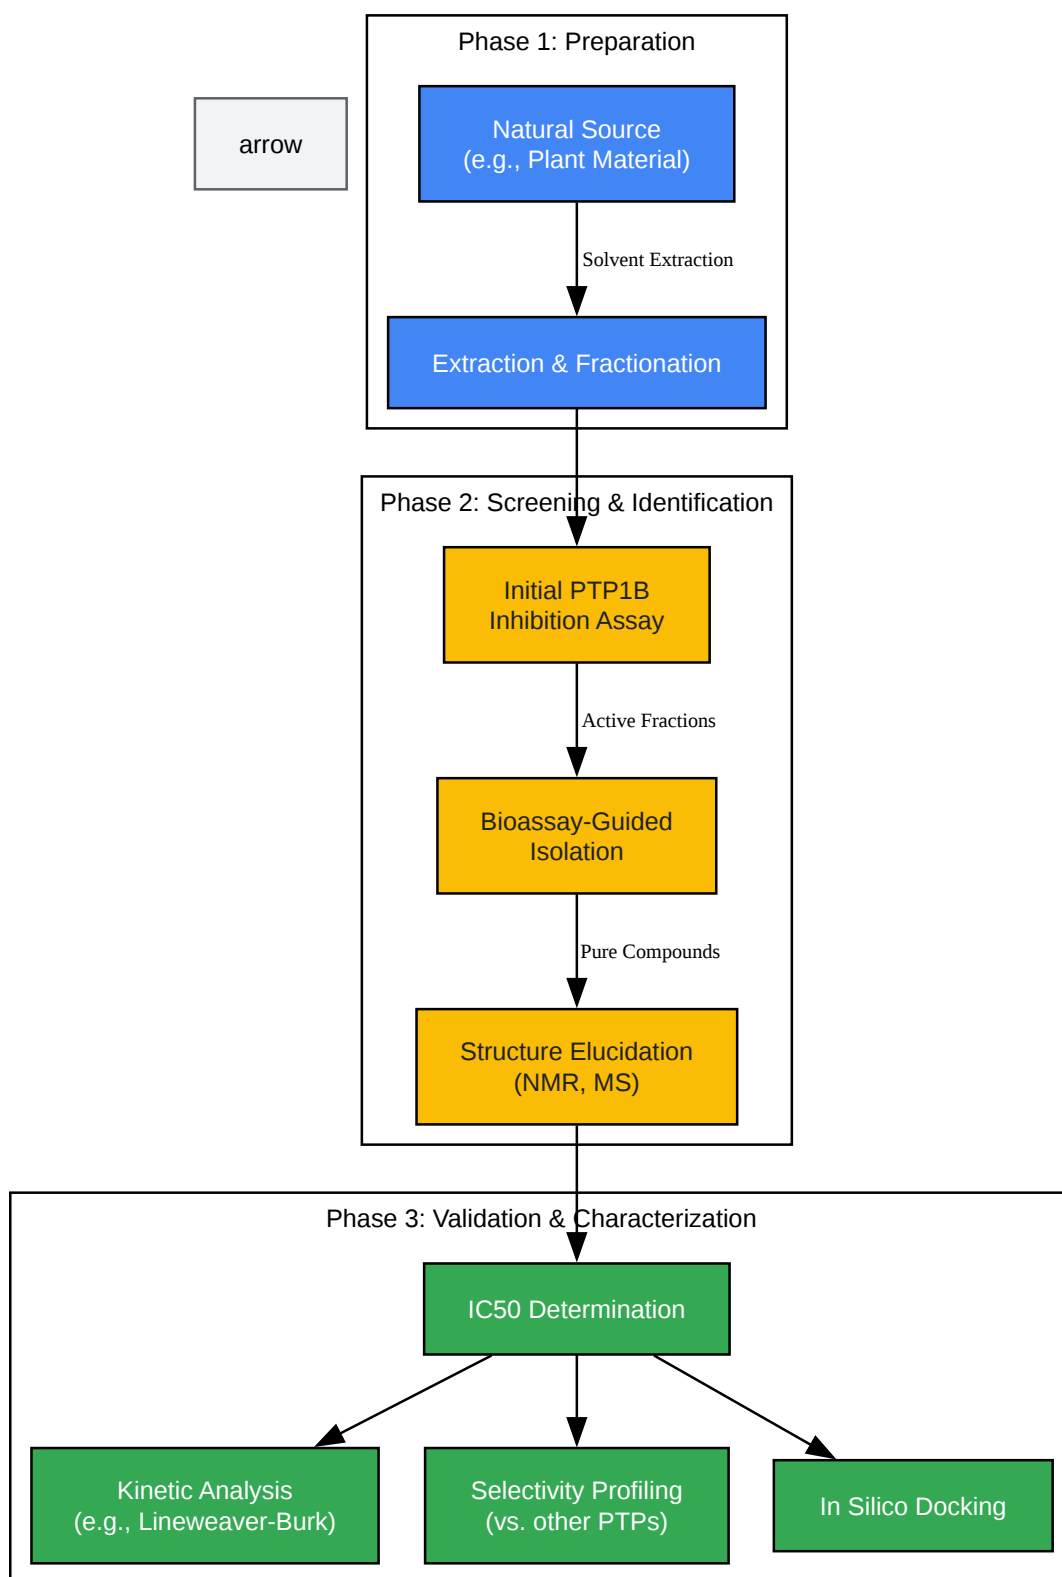 Phase 1: Preparation
arrow
Natural Source
(e.g., Plant Material)
Solvent Extraction
Extraction & Fractionation
Phase 2: Screening & Identification
Initial PTP1B
Inhibition Assay
Active Fractions
Bioassay-Guided
Isolation
Pure Compounds
Structure Elucidation
(NMR, MS)
Phase 3: Validation & Characterization
IC50 Determination
Kinetic Analysis
(e.g., Lineweaver-Burk)
Selectivity Profiling
(vs. other PTPs)
In Silico Docking